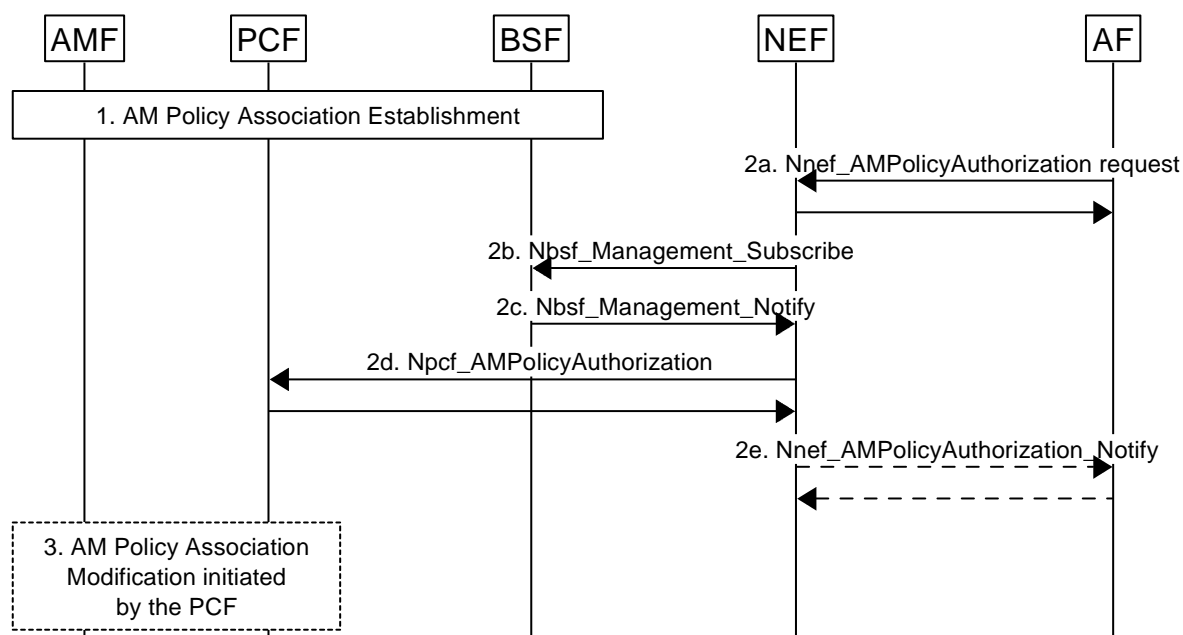 AMF PCF BSF NEF AF
1. AM Policy Association Establishment
2a. Nnef_AMPolicyAuthorization request
2b. Nbsf_Management_Subscribe
2c. Nbsf_Management_Notify
2d. Npcf_AMPolicyAuthorization
2e. Nnef_AMPolicyAuthorization_Notify
3. AM Policy Association
Modification initiated
by the PCF